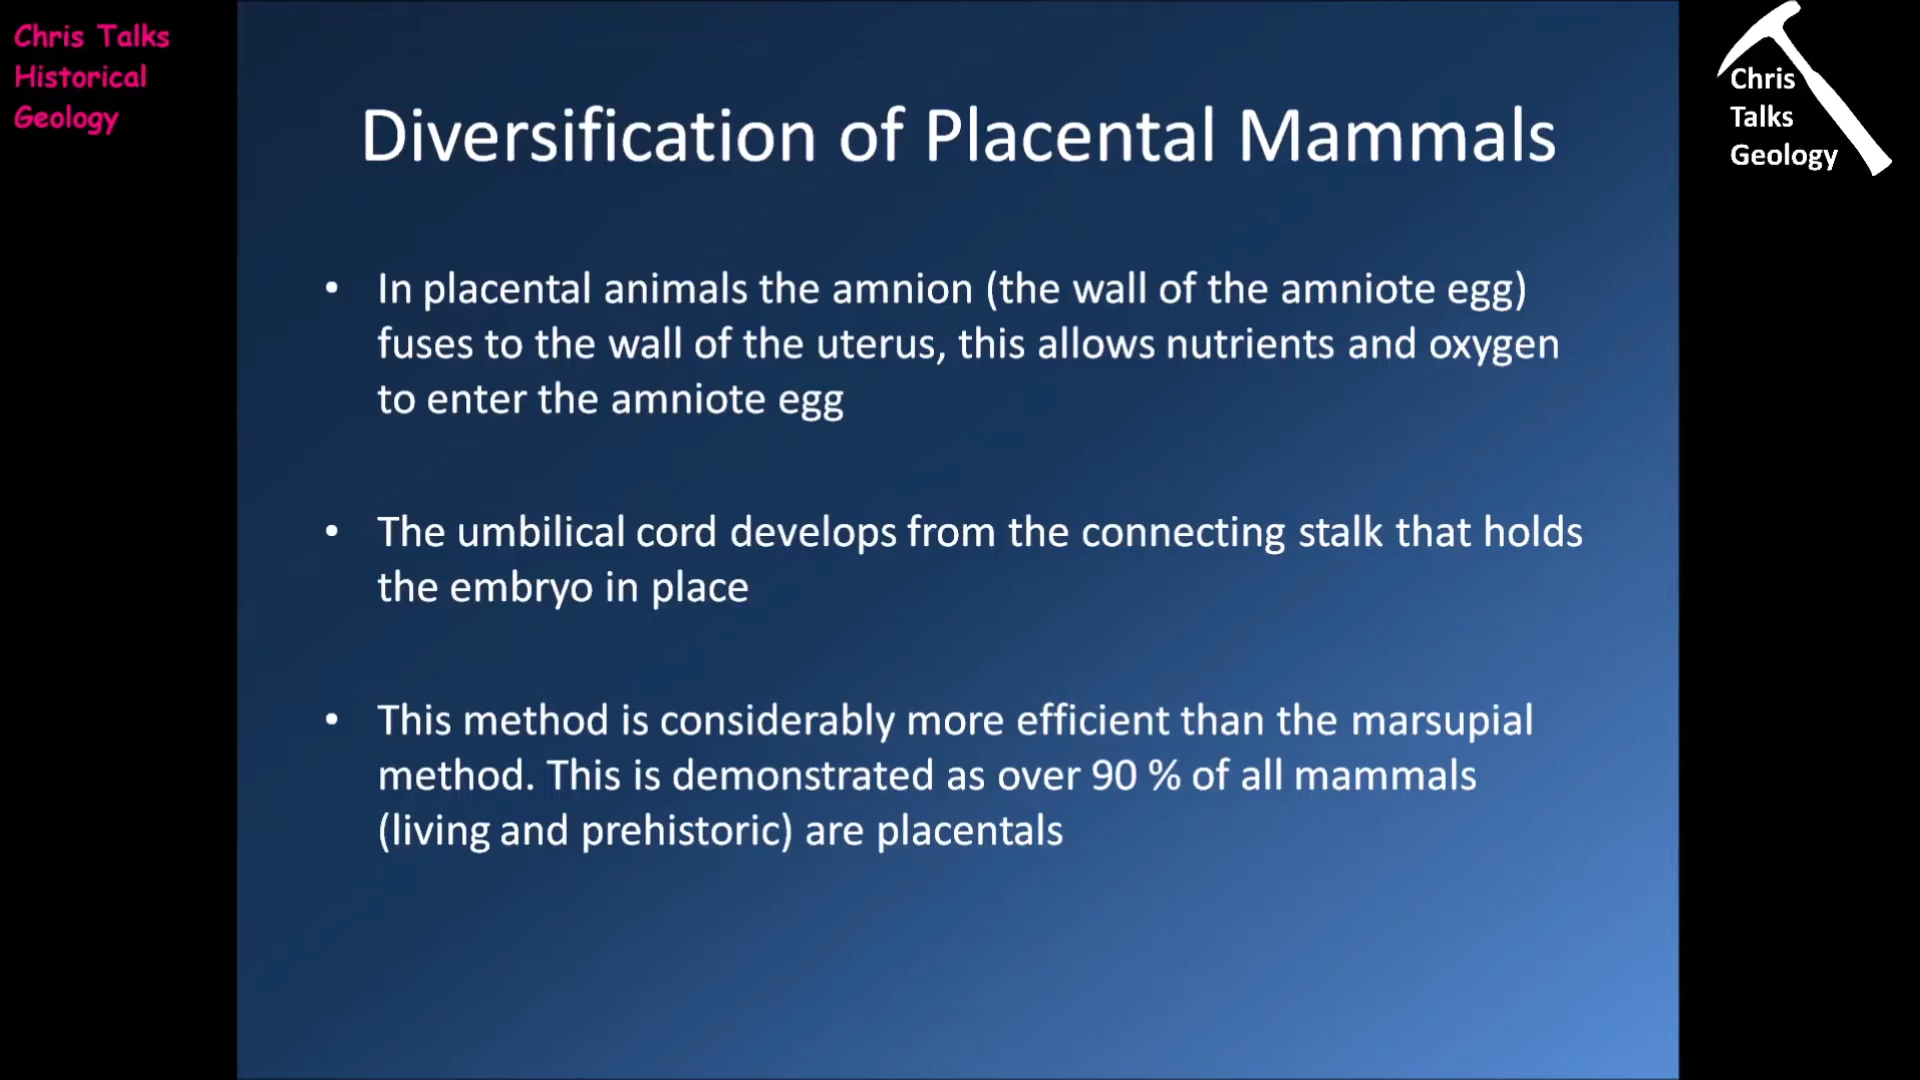 Chris Talks
Historical
Geology
Chris
Talks
Geology
Diversification of Placental Mammals
• In placental animals the amnion (the wall of the amniote egg)
fuses to the wall of the uterus, this allows nutrients and oxygen
to enter the amniote egg
• The umbilical cord develops from the connecting stalk that holds
the embryo in place
• This method is considerably more efficient than the marsupial
method. This is demonstrated as over 90 % of all mammals
(living and prehistoric) are placentals